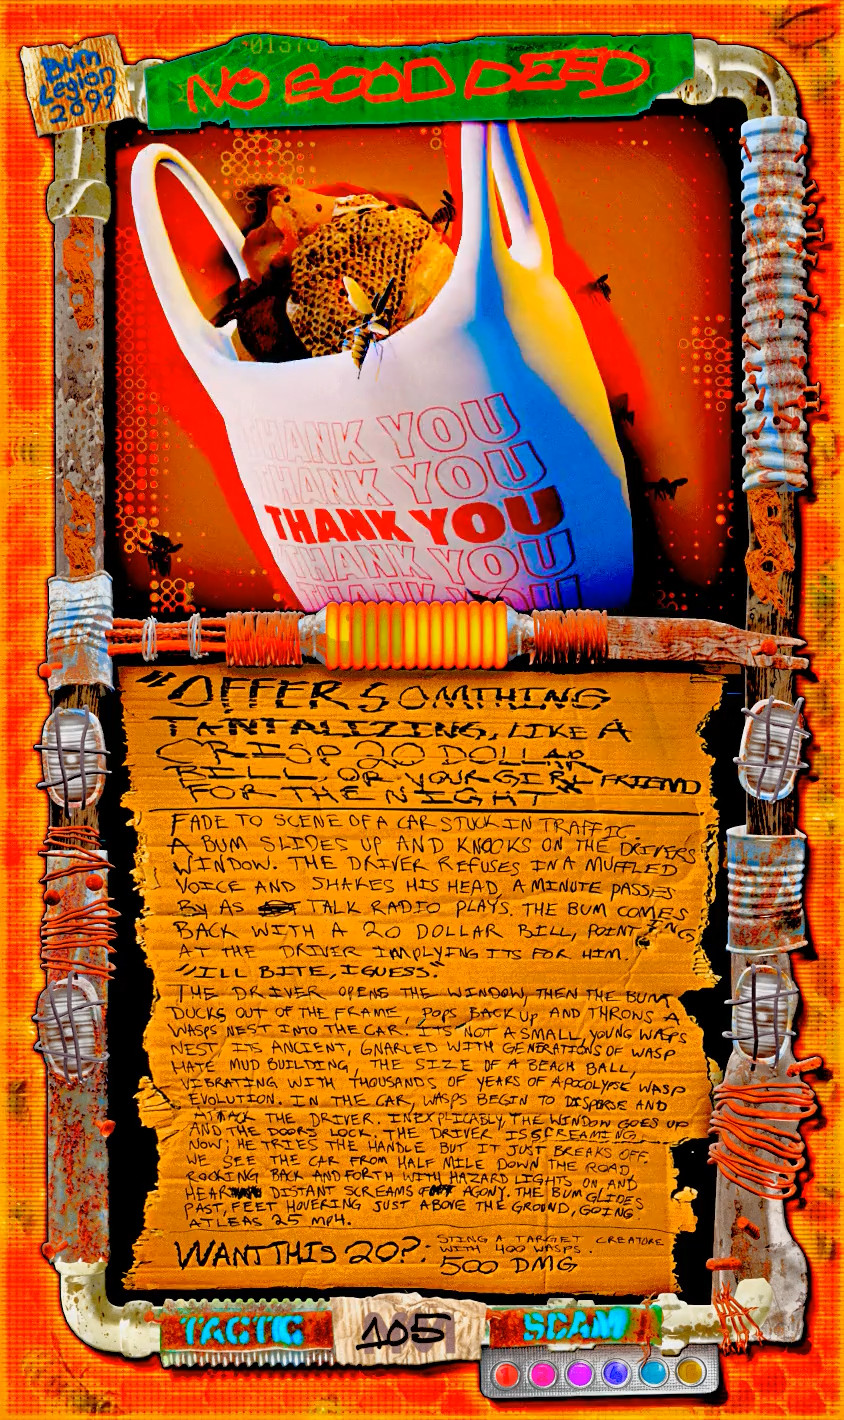 Bum
Legion
2099
01370
NO GOOD DEED
THANK YOU
THANK YOU
THANK YOU
THANK YOU
THANK YOU
"OFFER SOMTHING
TANTALIZING, LIKE A
CRISP 20 DOLLAR
BILL, OR YOUR GIRLFRIEND
FOR THE NIGHT"
FADE TO SCENE OF A CAR STUCK IN TRAFFIC.
A BUM SLIDES UP AND KNOCKS ON THE DRIVERS
WINDOW. THE DRIVER REFUSES IN A MUFFLED
VOICE AND SHAKES HIS HEAD, A MINUTE PASSES
BY AS TALK RADIO PLAYS. THE BUM COMES
BACK WITH A 20 DOLLAR BILL, POINTING
AT THE DRIVER IMPLYING ITS FOR HIM.
"ILL BITE, I GUESS."
THE DRIVER OPENS THE WINDOW, THEN THE BUM
DUCKS OUT OF THE FRAME, POPS BACK UP AND THROWS A
WASPS NEST INTO THE CAR. ITS NOT A SMALL, YOUNG WASPS
NEST ITS ANCIENT, GNARLED WITH GENERATIONS OF WASP
HATE MUD BUILDING, THE SIZE OF A BEACH BALL,
VIBRATING WITH THOUSANDS OF YEARS OF APOCOLYPSE WASP
EVOLUTION. IN THE CAR, WASPS BEGIN TO DISPERSE AND
ATTACK THE DRIVER. INEXPLICABLY, THE WINDOW GOES UP
AND THE DOORS LOCK. THE DRIVER IS SCREAMING
NOW; HE TRIES THE HANDLE BUT IT JUST BREAKS OFF.
WE SEE THE CAR FROM HALF MILE DOWN THE ROAD,
ROCKING BACK AND FORTH WITH HAZARD LIGHTS ON, AND
HEAR DISTANT SCREAMS OF AGONY. THE BUM GLIDES
PAST, FEET HOVERING JUST ABOVE THE GROUND, GOING
ATLEAS 25 MPH.
WANT THIS 20?:
STING A TARGET CREATURE
WITH 400 WASPS.
500 DMG
TACTIC
105
SCAM